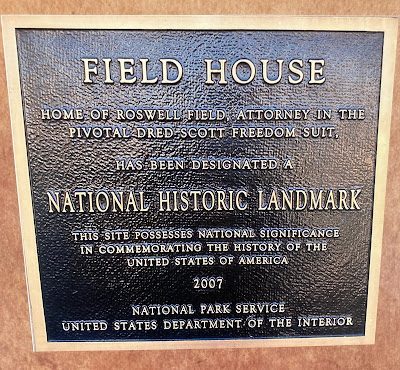 FIELD HOUSE
HOME OF ROSWELL FIELD, ATTORNEY IN THE
PIVOTAL DRED SCOTT FREEDOM SUIT,
HAS BEEN DESIGNATED A
NATIONAL HISTORIC LANDMARK
THIS SITE POSSESSES NATIONAL SIGNIFICANCE
IN COMMEMORATING THE HISTORY OF THE
UNITED STATES OF AMERICA
2007
NATIONAL PARK SERVICE
UNITED STATES DEPARTMENT OF THE INTERIOR